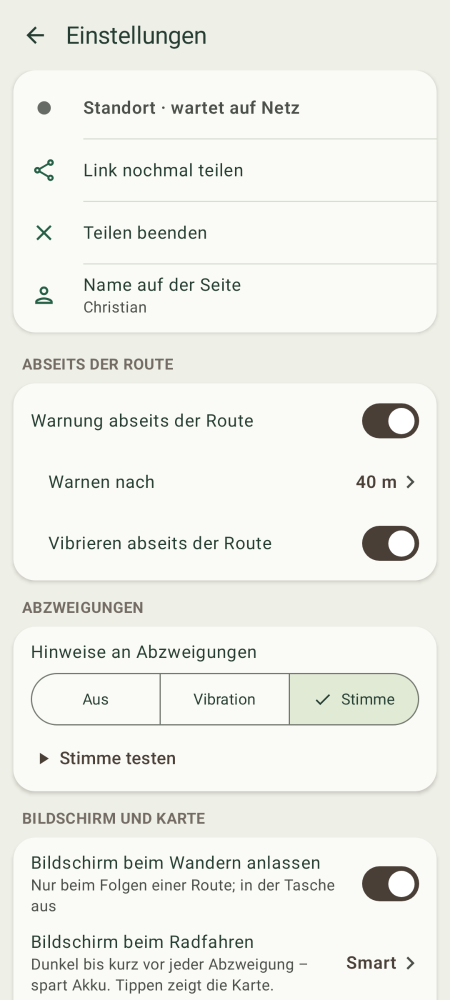 Einstellungen
Standort · wartet auf Netz
Link nochmal teilen
Teilen beenden
Name auf der Seite
Christian
ABSEITS DER ROUTE
Warnung abseits der Route
Warnen nach
40 m
Vibrieren abseits der Route
ABZWEIGUNGEN
Hinweise an Abzweigungen
Aus
Vibration
Stimme
Stimme testen
BILDSCHIRM UND KARTE
Bildschirm beim Wandern anlassen
Nur beim Folgen einer Route; in der Tasche
aus
Bildschirm beim Radfahren
Dunkel bis kurz vor jeder Abzweigung –
spart Akku. Tippen zeigt die Karte.
Smart